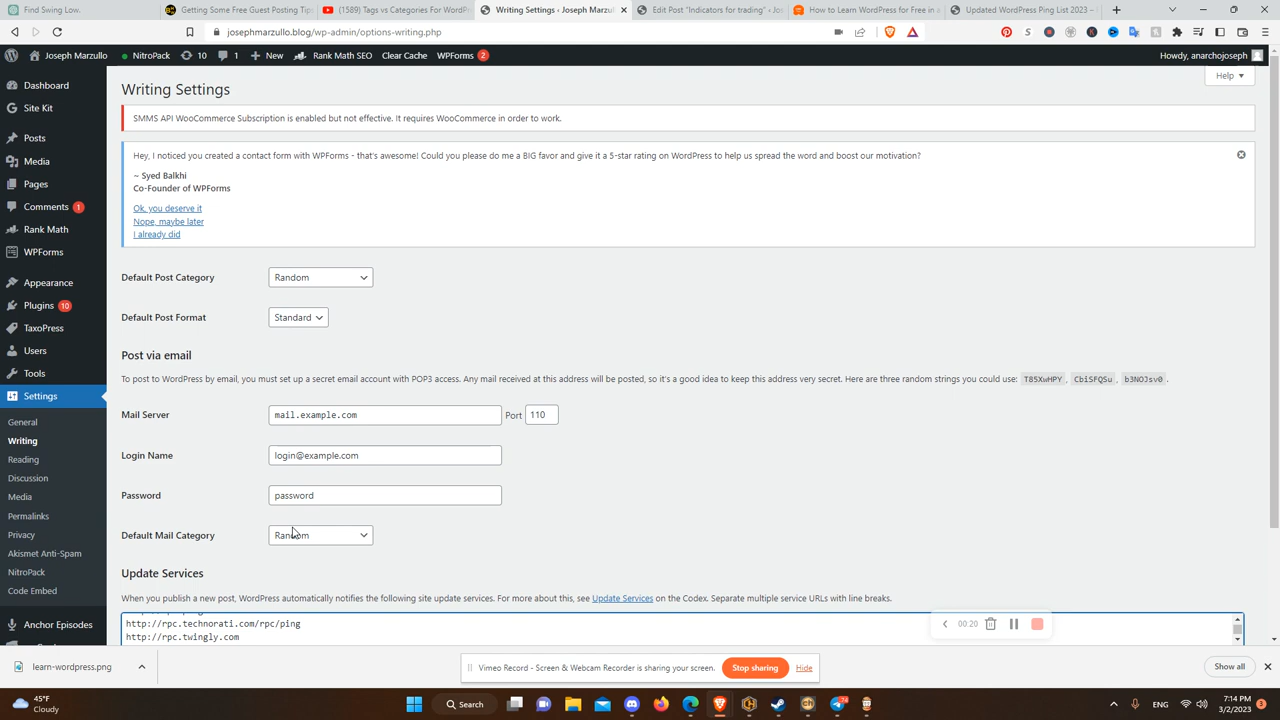 Find Swing Low.
Getting Some Free Guest Posting Tips
(1589) Tags vs Categories For WordPr
Writing Settings ‹ Joseph Marzul
Edit Post "Indicators for trading" ‹ Jos
How to Learn WordPress for Free in a
Updated WordPress Ping List 2023 –
josephmarzullo.blog/wp-admin/options-writing.php
Joseph Marzullo
NitroPack
10
1
New
Rank Math SEO
Clear Cache
WPForms 2
Howdy, anarchojoseph
Dashboard
Site Kit
Posts
Media
Pages
Comments 1
Rank Math
WPForms
Appearance
Plugins 10
TaxoPress
Users
Tools
Settings
General
Writing
Reading
Discussion
Media
Permalinks
Privacy
Akismet Anti-Spam
NitroPack
Code Embed
Anchor Episodes
Help
Writing Settings
SMMS API WooCommerce Subscription is enabled but not effective. It requires WooCommerce in order to work.
Hey, I noticed you created a contact form with WPForms - that's awesome! Could you please do me a BIG favor and give it a 5-star rating on WordPress to help us spread the word and boost our motivation?
~ Syed Balkhi
Co-Founder of WPForms
Ok, you deserve it
Nope, maybe later
I already did
Default Post Category Random
Default Post Format Standard
Post via email
To post to WordPress by email, you must set up a secret email account with POP3 access. Any mail received at this address will be posted, so it's a good idea to keep this address very secret. Here are three random strings you could use: T85XwHPY , CbiSFQSu , b3NOJsv0 .
Mail Server mail.example.com Port 110
Login Name login@example.com
Password password
Default Mail Category Random
Update Services
When you publish a new post, WordPress automatically notifies the following site update services. For more about this, see Update Services on the Codex. Separate multiple service URLs with line breaks.
http://rpc.technorati.com/rpc/ping
http://rpc.twingly.com
00:20
learn-wordpress.png
Vimeo Record - Screen & Webcam Recorder is sharing your screen. Stop sharing Hide
Show all
45°F
Cloudy
Search
ENG
7:14 PM
3/2/2023